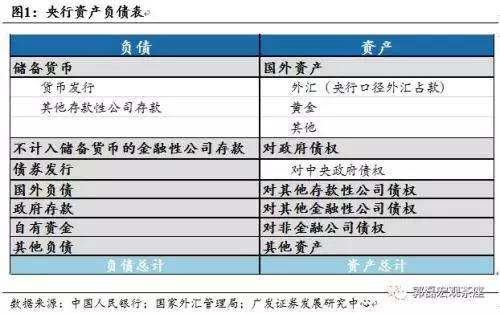 图1：央行资产负债表
负债 资产
储备货币 国外资产
货币发行 外汇（央行口径外汇占款）
其他存款性公司存款 黄金
其他
不计入储备货币的金融性公司存款 对政府债权
债券发行 对中央政府债权
国外负债 对其他存款性公司债权
政府存款 对其他金融性公司债权
自有资金 对非金融公司债权
其他负债 其他资产
负债总计 资产总计
数据来源：中国人民银行；国家外汇管理局；广发证券发展研究中心
郭磊宏观茶座